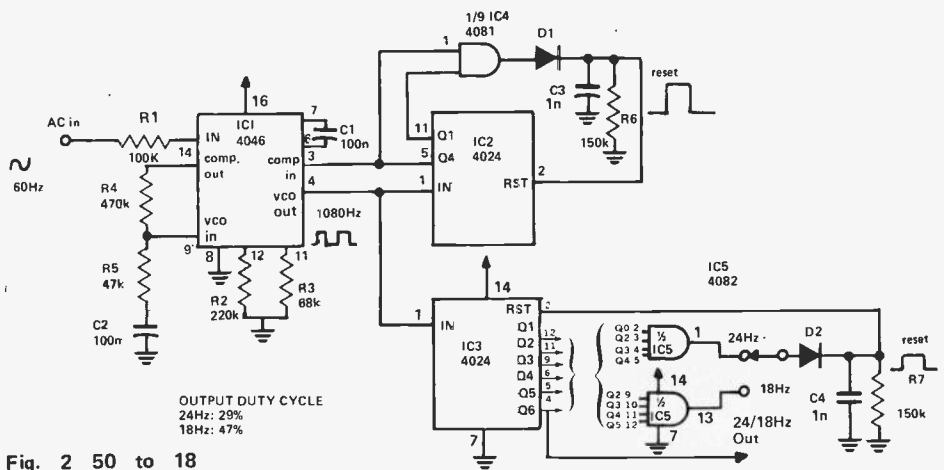 1/9 IC4
4081
1
D1
reset
C3
1n
R6
150k
AC in
R1
100K
16
7
IC1
4046
IN
14
comp.
out
6
C1
100n
comp
in
3
4
vco
out
1080Hz
60Hz
R4
470k
vco
in
9
8
12
11
R5
47k
R2
220k
R3
68k
C2
100n
11
Q1
5
Q4
1
IN
IC2
4024
RST
2
14
RST
1
IN
IC3
4024
7
Q1
Q2
Q3
Q4
Q5
Q6
12
11
9
6
5
4
IC5
4082
Q0 2
Q2 3
Q3 4
Q4 5
½
IC5
1
24Hz
D2
reset
R7
150k
C4
1n
14
Q2 9
Q3 10
Q4 11
Q5 12
½
IC5
13
7
18Hz
24/18Hz
Out
OUTPUT DUTY CYCLE
24Hz: 29%
18Hz: 47%
Fig. 2 50 to 18